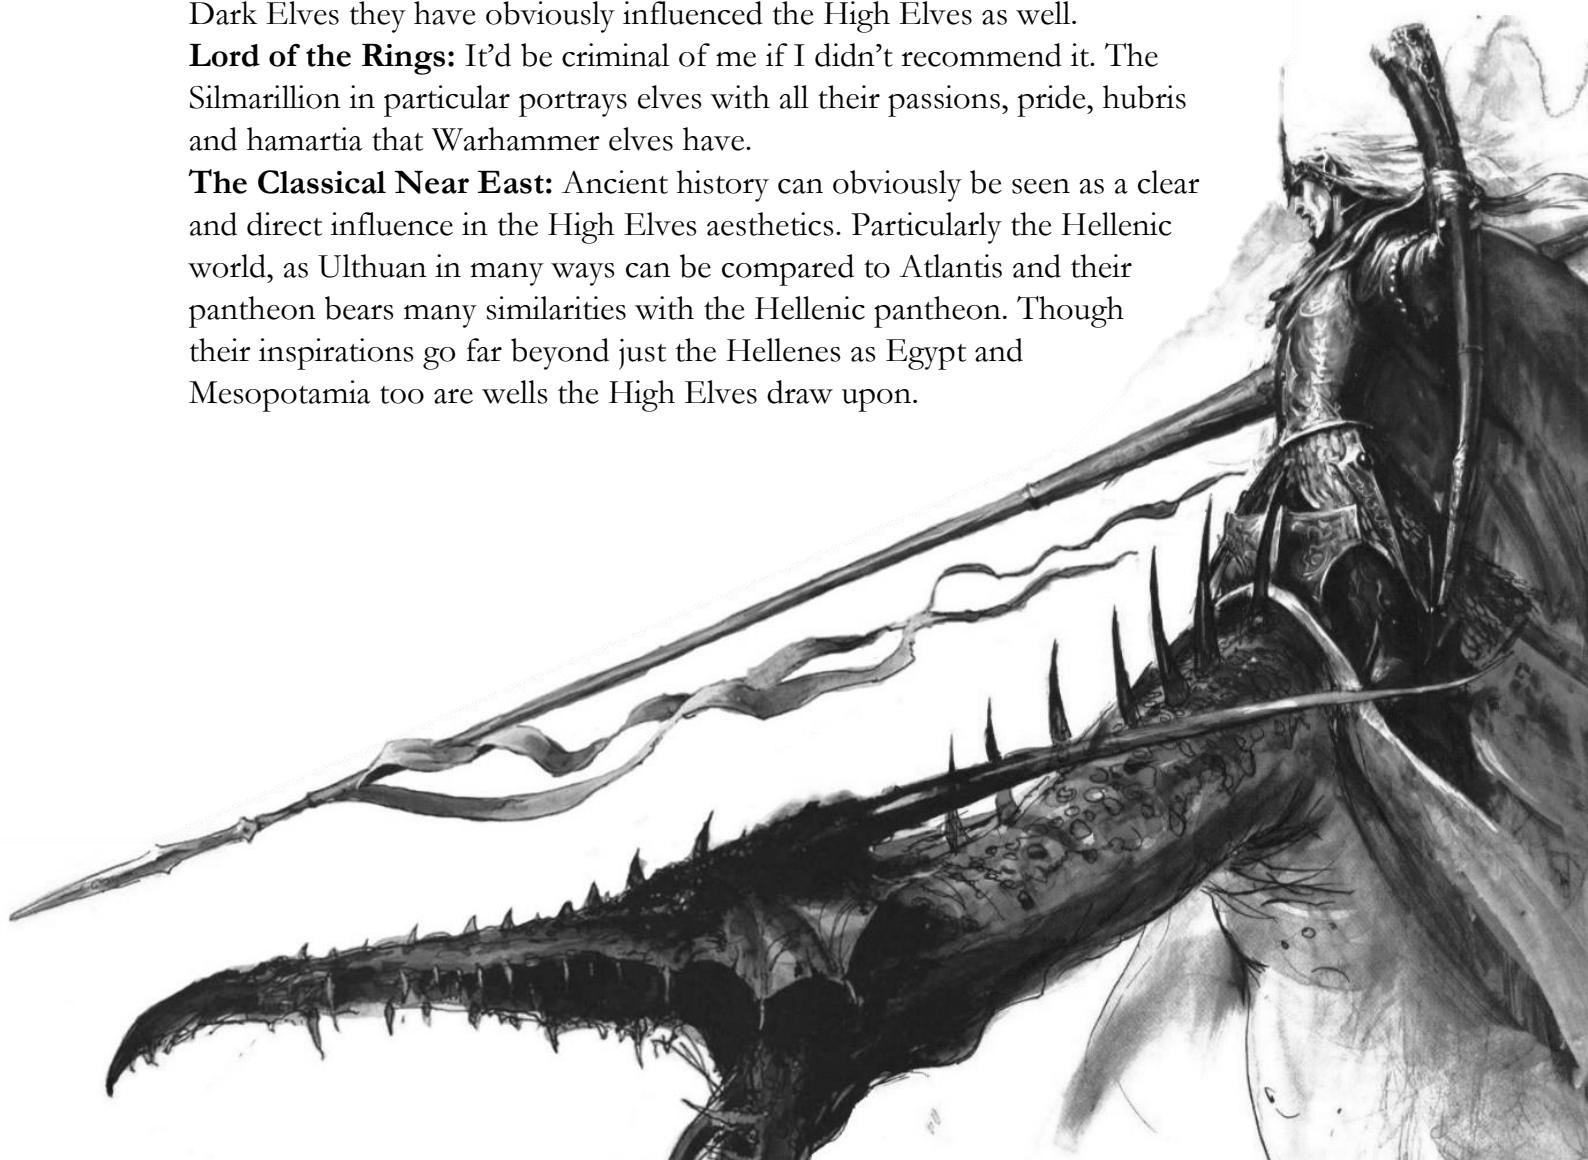 Dark Elves they have obviously influenced the High Elves as well.
Lord of the Rings: It’d be criminal of me if I didn’t recommend it. The
Silmarillion in particular portrays elves with all their passions, pride, hubris
and hamartia that Warhammer elves have.
The Classical Near East: Ancient history can obviously be seen as a clear
and direct influence in the High Elves aesthetics. Particularly the Hellenic
world, as Ulthuan in many ways can be compared to Atlantis and their
pantheon bears many similarities with the Hellenic pantheon. Though
their inspirations go far beyond just the Hellenes as Egypt and
Mesopotamia too are wells the High Elves draw upon.